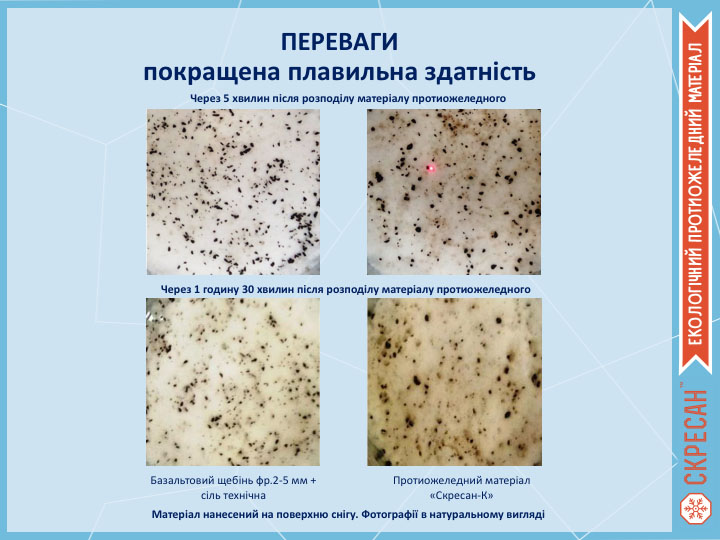 ПЕРЕВАГИ
покращена плавильна здатність
Через 5 хвилин після розподілу матеріалу протиожеледного
Через 1 годину 30 хвилин після розподілу матеріалу протиожеледного
Базальтовий щебінь фр.2-5 мм +
сіль технічна
Протиожеледний матеріал
«Скресан-К»
Матеріал нанесений на поверхню снігу. Фотографії в натуральному вигляді
ЕКОЛОГІЧНИЙ ПРОТИОЖЕЛЕДНИЙ МАТЕРІАЛ
СКРЕСАН™